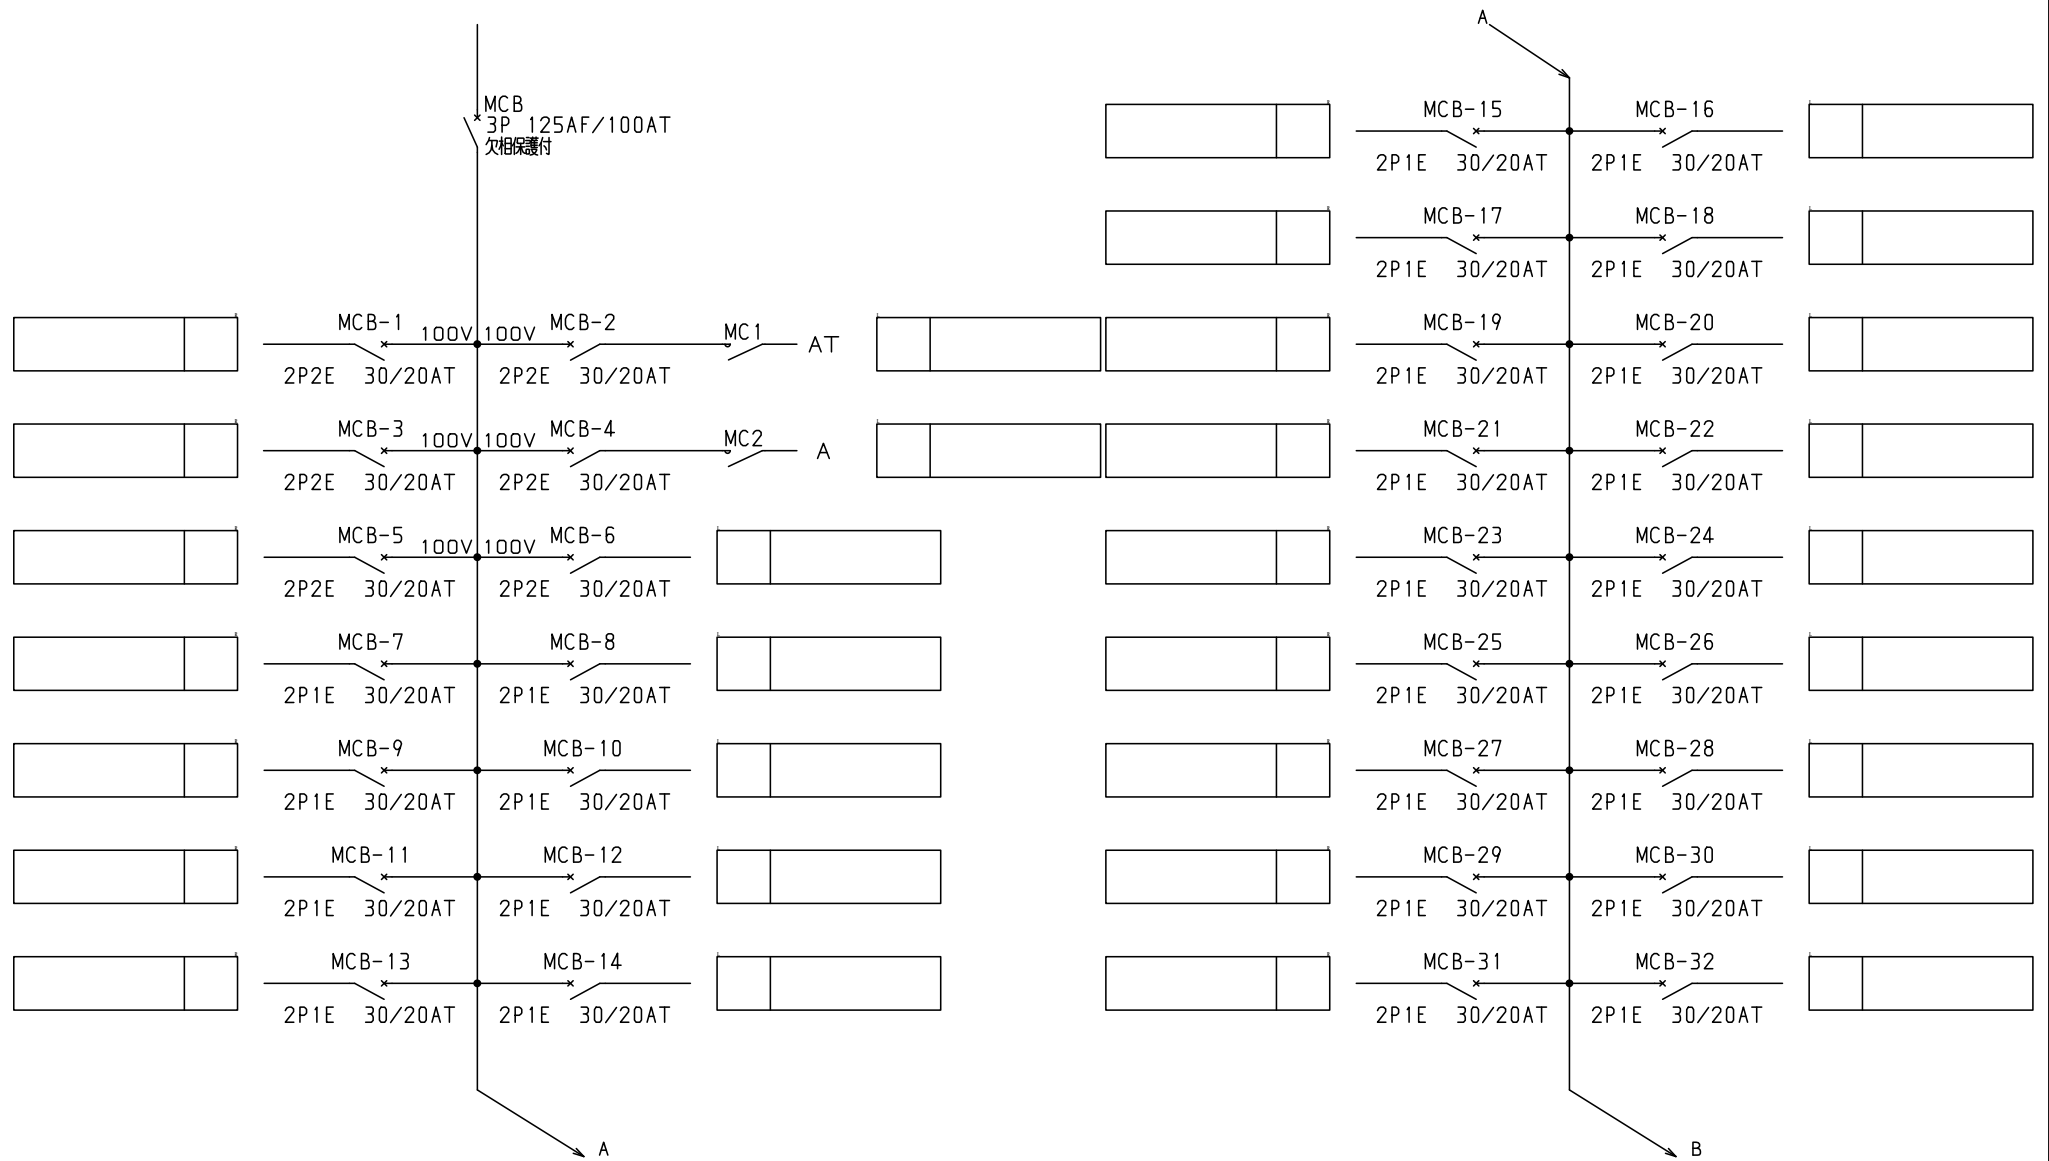 MCB
3P 125AF/100AT
欠相保護付
MCB-1 100V 100V MCB-2 MC1 AT
2P2E 30/20AT 2P2E 30/20AT
MCB-3 100V 100V MCB-4 MC2 A
2P2E 30/20AT 2P2E 30/20AT
MCB-5 100V 100V MCB-6
2P2E 30/20AT 2P2E 30/20AT
MCB-7 MCB-8
2P1E 30/20AT 2P1E 30/20AT
MCB-9 MCB-10
2P1E 30/20AT 2P1E 30/20AT
MCB-11 MCB-12
2P1E 30/20AT 2P1E 30/20AT
MCB-13 MCB-14
2P1E 30/20AT 2P1E 30/20AT
A
A
MCB-15 MCB-16
2P1E 30/20AT 2P1E 30/20AT
MCB-17 MCB-18
2P1E 30/20AT 2P1E 30/20AT
MCB-19 MCB-20
2P1E 30/20AT 2P1E 30/20AT
MCB-21 MCB-22
2P1E 30/20AT 2P1E 30/20AT
MCB-23 MCB-24
2P1E 30/20AT 2P1E 30/20AT
MCB-25 MCB-26
2P1E 30/20AT 2P1E 30/20AT
MCB-27 MCB-28
2P1E 30/20AT 2P1E 30/20AT
MCB-29 MCB-30
2P1E 30/20AT 2P1E 30/20AT
MCB-31 MCB-32
2P1E 30/20AT 2P1E 30/20AT
B